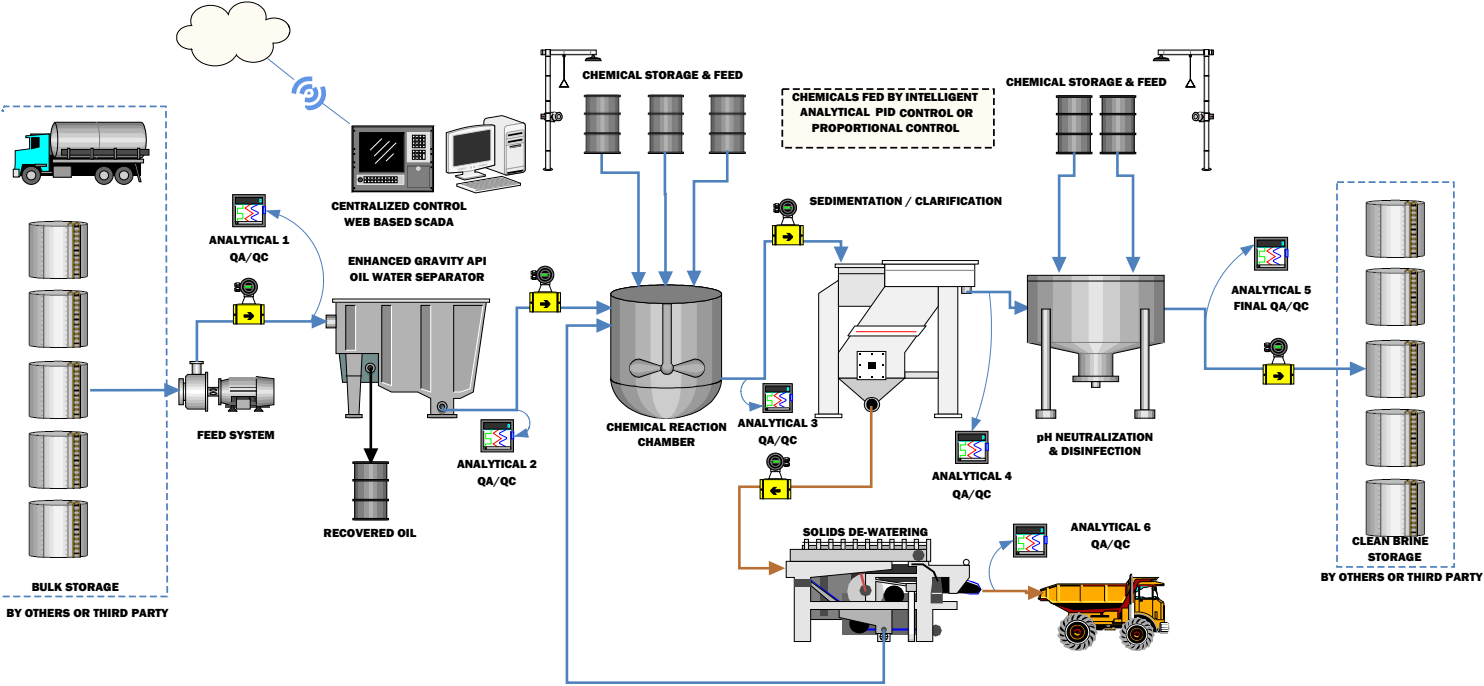 CHEMICAL STORAGE & FEED
CHEMICALS FED BY INTELLIGENT
ANALYTICAL PID CONTROL OR
PROPORTIONAL CONTROL
CHEMICAL STORAGE & FEED
CENTRALIZED CONTROL
WEB BASED SCADA
SEDIMENTATION / CLARIFICATION
ANALYTICAL 1
QA/QC
ENHANCED GRAVITY API
OIL WATER SEPARATOR
ANALYTICAL 5
FINAL QA/QC
FEED SYSTEM
CHEMICAL REACTION
CHAMBER
ANALYTICAL 3
QA/QC
pH NEUTRALIZATION
& DISINFECTION
ANALYTICAL 2
QA/QC
ANALYTICAL 4
QA/QC
RECOVERED OIL
SOLIDS DE-WATERING
ANALYTICAL 6
QA/QC
CLEAN BRINE
STORAGE
BY OTHERS OR THIRD PARTY
BULK STORAGE
BY OTHERS OR THIRD PARTY